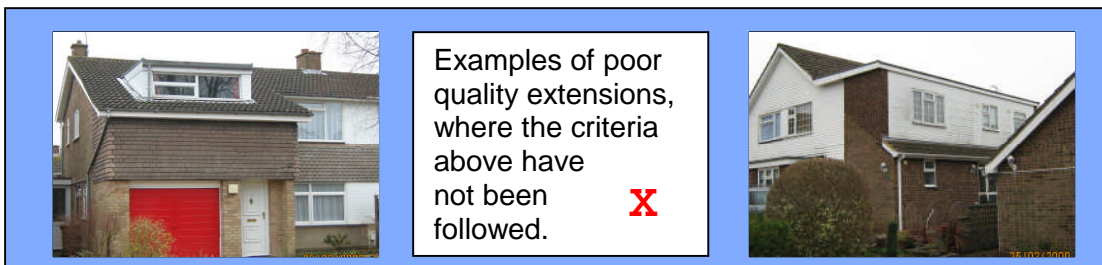 Examples of poor
quality extensions,
where the criteria
above have
not been
followed.
X